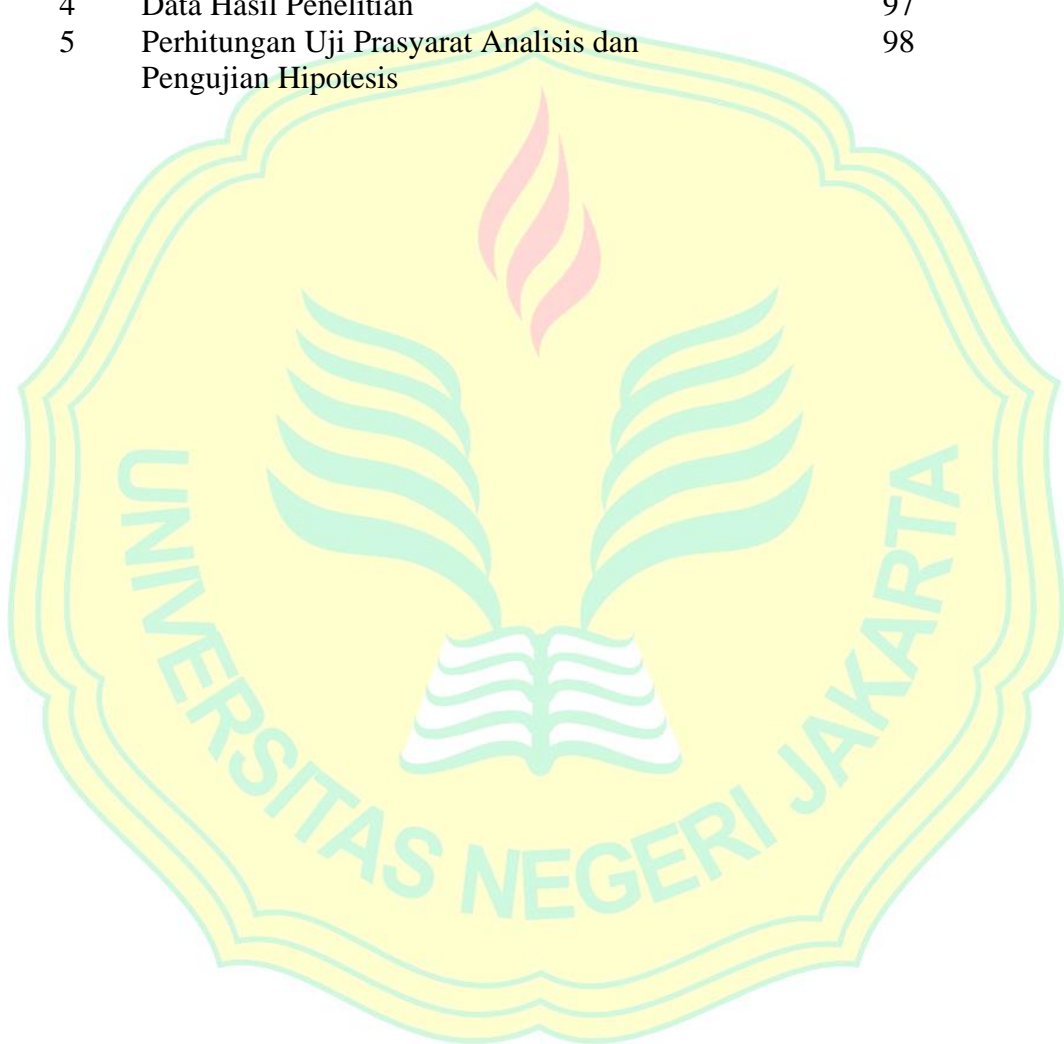 4 Data Hasil Penelitian 97
5 Perhitungan Uji Prasyarat Analisis dan 98
Pengujian Hipotesis
UNIVERSITAS NEGERI JAKARTA